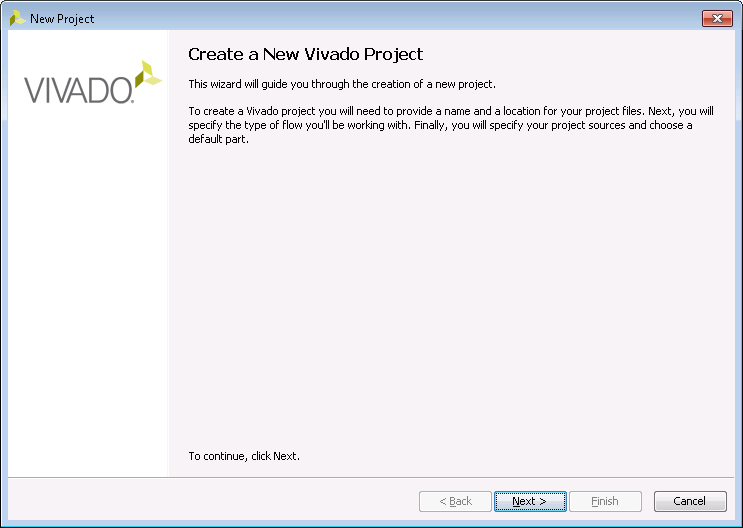 New Project
VIVADO.
Create a New Vivado Project
This wizard will guide you through the creation of a new project.
To create a Vivado project you will need to provide a name and a location for your project files. Next, you will
specify the type of flow you'll be working with. Finally, you will specify your project sources and choose a
default part.
To continue, click Next.
< Back
Next >
Finish
Cancel